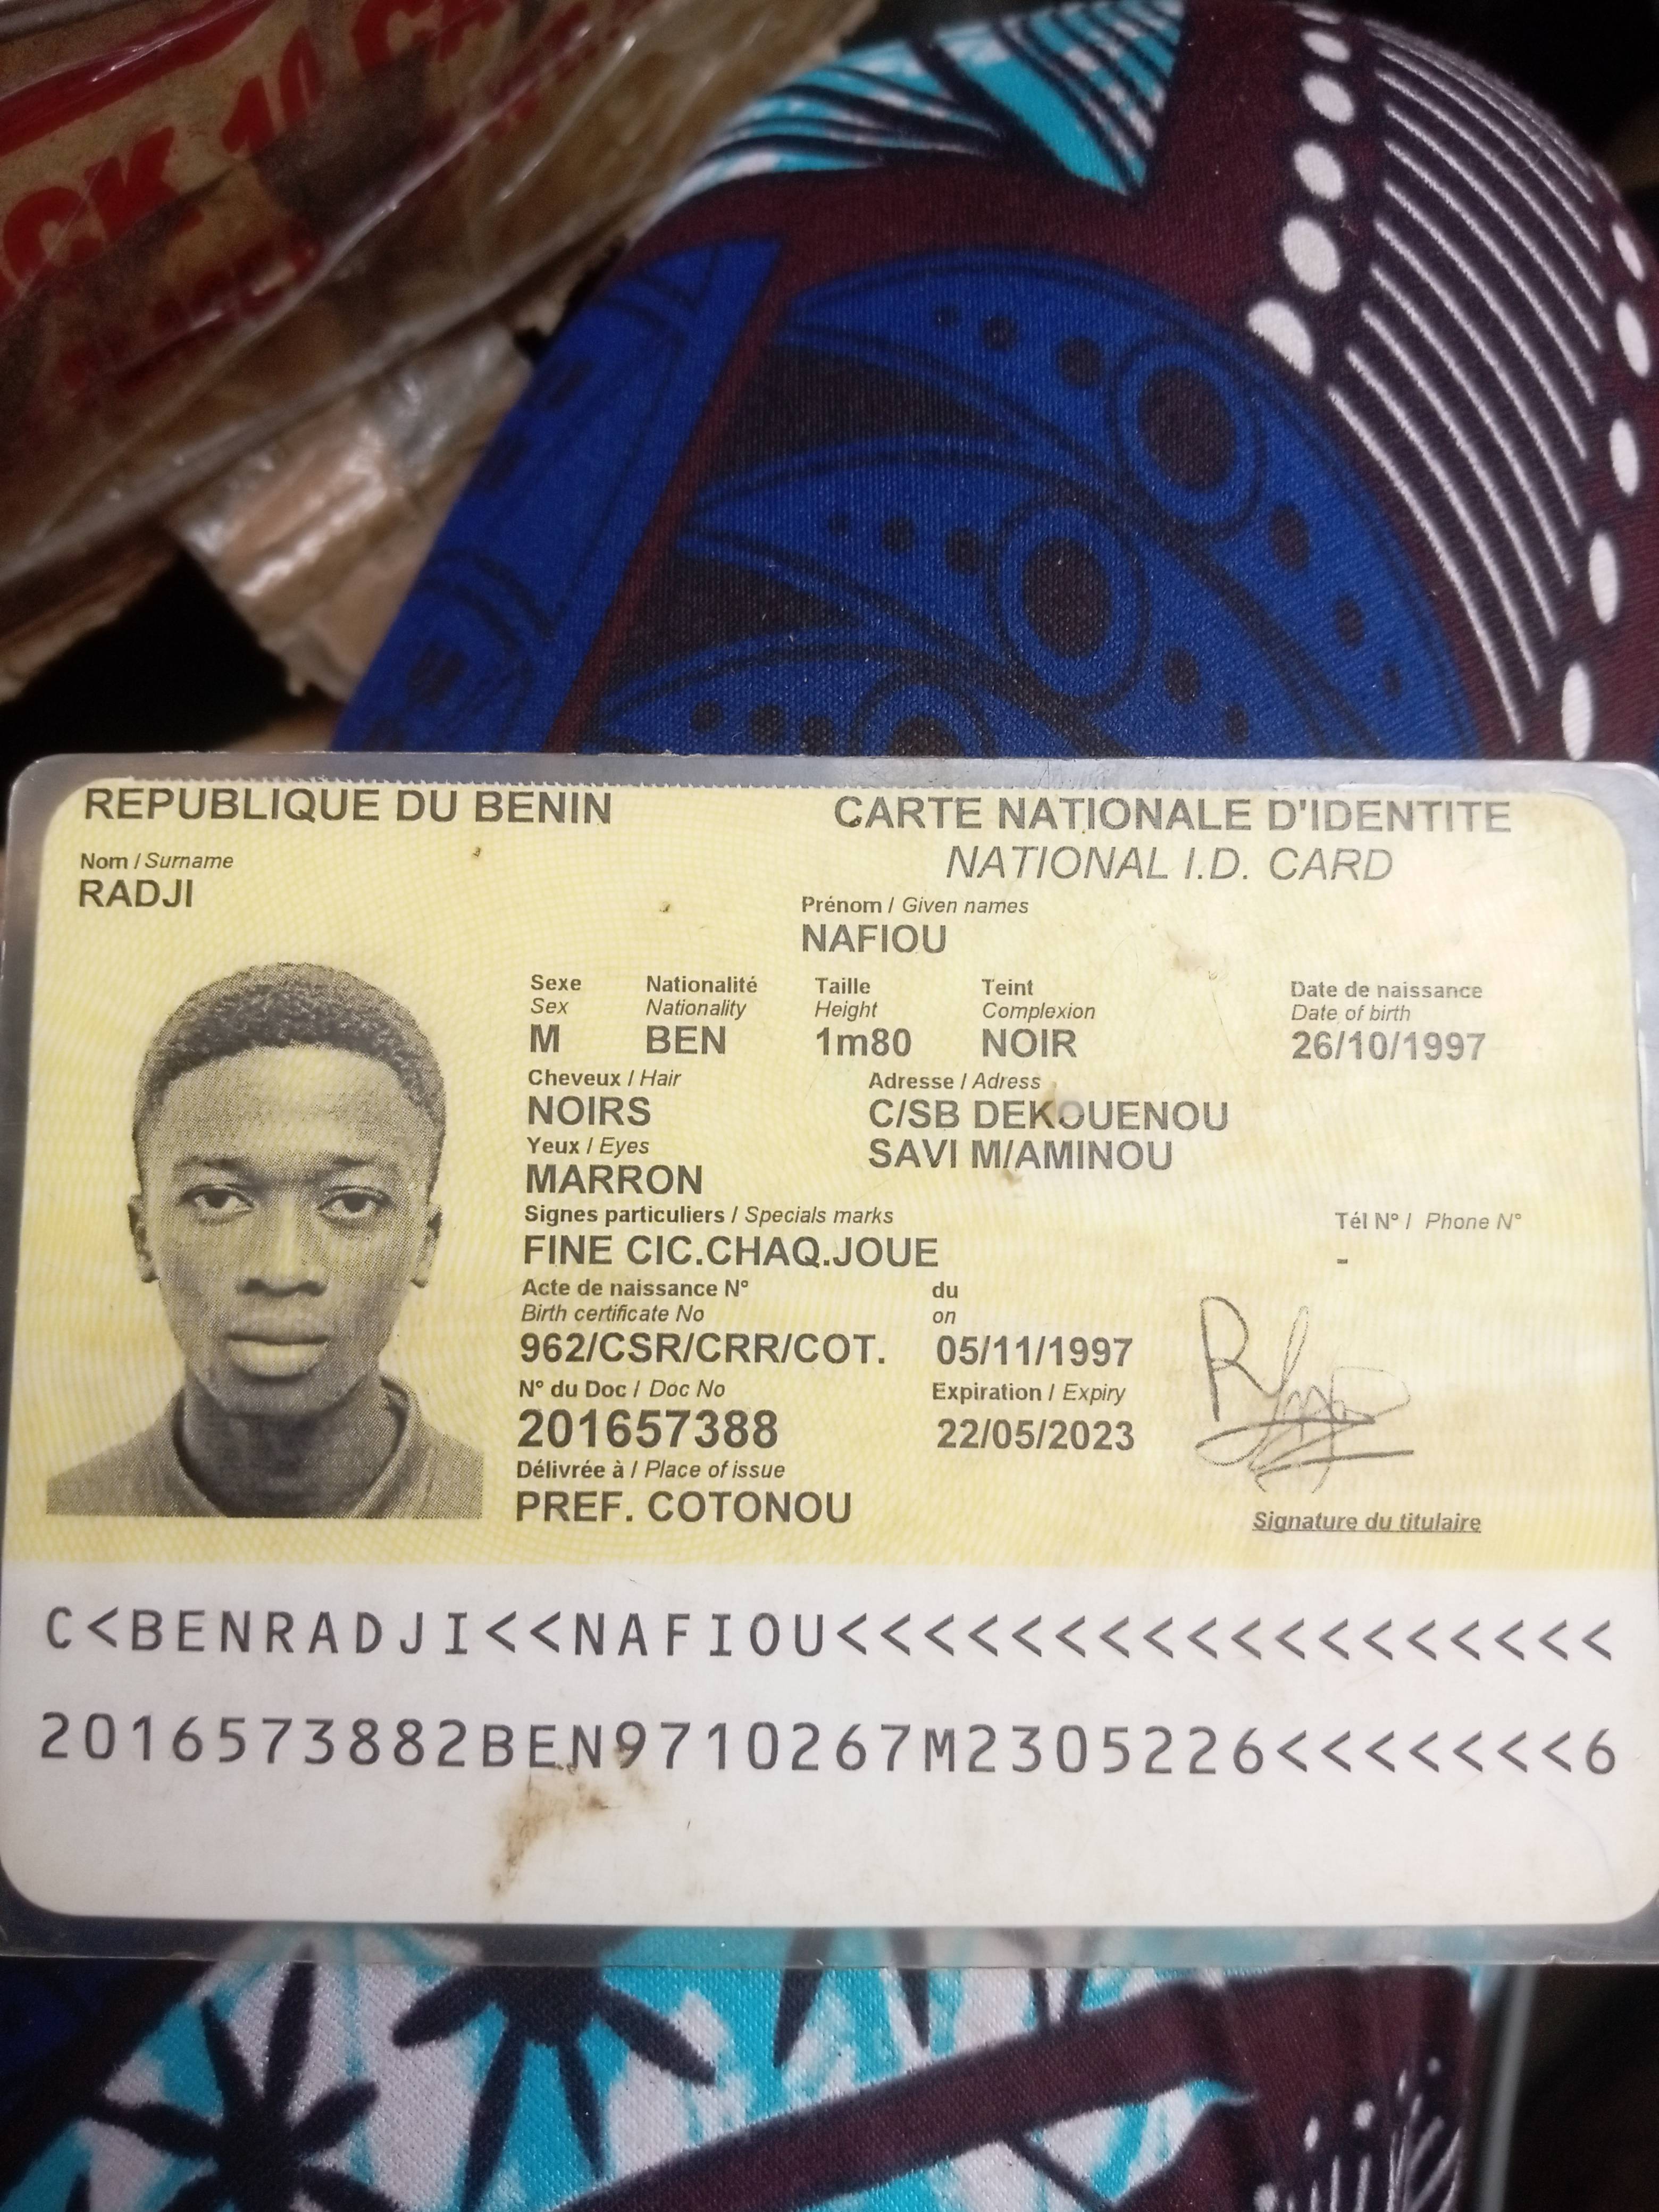 CK 10 CA
REPUBLIQUE DU BENIN
CARTE NATIONALE D'IDENTITE
NATIONAL I.D. CARD
Nom / Surname
RADJI
Prénom / Given names
NAFIOU
Sexe Nationalité Taille Teint Date de naissance
Sex Nationality Height Complexion Date of birth
M BEN 1m80 NOIR 26/10/1997
Cheveux / Hair Adresse / Adress
NOIRS C/SB DEKOUENOU
Yeux / Eyes SAVI M/AMINOU
MARRON
Signes particuliers / Specials marks Tél N° / Phone N°
FINE CIC.CHAQ.JOUE -
Acte de naissance N° du
Birth certificate No on
962/CSR/CRR/COT. 05/11/1997
N° du Doc / Doc No Expiration / Expiry
201657388 22/05/2023
Délivrée à / Place of issue
PREF. COTONOU
Signature du titulaire
C<BENRADJI<<NAFIOU<<<<<<<<<<<<<<<<<<
2016573882BEN9710267M2305226<<<<<<<6